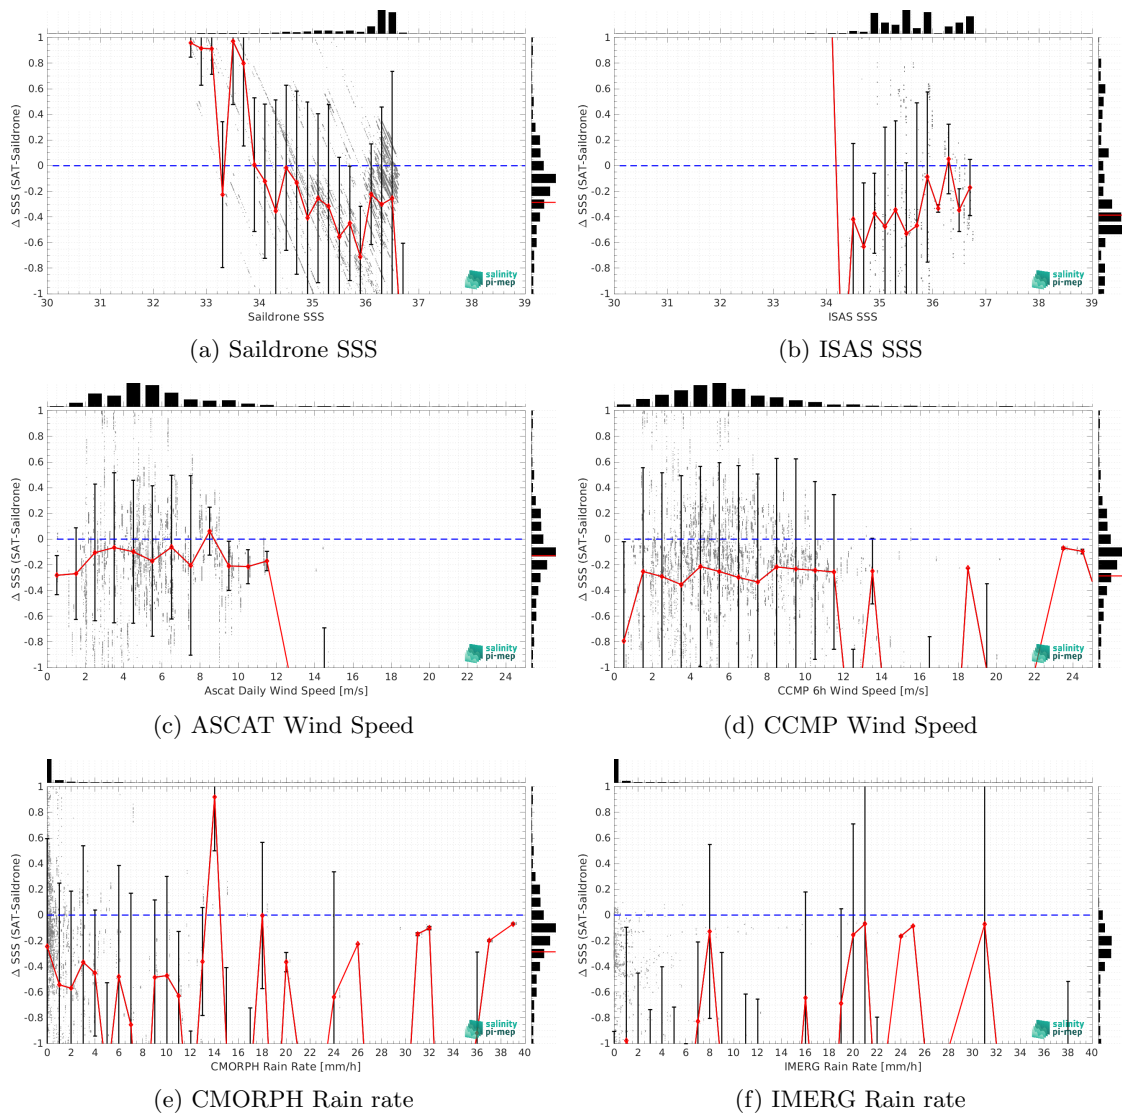 1
0.8
0.6
0.4
0.2
0
-0.2
-0.4
-0.6
-0.8
-1
Δ SSS (SAT-Saildrone)
30 31 32 33 34 35 36 37 38 39
Saildrone SSS
salinity
pi-mep
(a) Saildrone SSS
1
0.8
0.6
0.4
0.2
0
-0.2
-0.4
-0.6
-0.8
-1
Δ SSS (SAT-Saildrone)
30 31 32 33 34 35 36 37 38 39
ISAS SSS
salinity
pi-mep
(b) ISAS SSS
1
0.8
0.6
0.4
0.2
0
-0.2
-0.4
-0.6
-0.8
-1
Δ SSS (SAT-Saildrone)
0 2 4 6 8 10 12 14 16 18 20 22 24
Ascat Daily Wind Speed [m/s]
salinity
pi-mep
(c) ASCAT Wind Speed
1
0.8
0.6
0.4
0.2
0
-0.2
-0.4
-0.6
-0.8
-1
Δ SSS (SAT-Saildrone)
0 2 4 6 8 10 12 14 16 18 20 22 24
CCMP 6h Wind Speed [m/s]
salinity
pi-mep
(d) CCMP Wind Speed
1
0.8
0.6
0.4
0.2
0
-0.2
-0.4
-0.6
-0.8
-1
Δ SSS (SAT-Saildrone)
0 2 4 6 8 10 12 14 16 18 20 22 24 26 28 30 32 34 36 38 40
CMORPH Rain Rate [mm/h]
salinity
pi-mep
(e) CMORPH Rain rate
1
0.8
0.6
0.4
0.2
0
-0.2
-0.4
-0.6
-0.8
-1
Δ SSS (SAT-Saildrone)
0 2 4 6 8 10 12 14 16 18 20 22 24 26 28 30 32 34 36 38 40
IMERG Rain Rate [mm/h]
salinity
pi-mep
(f) IMERG Rain rate